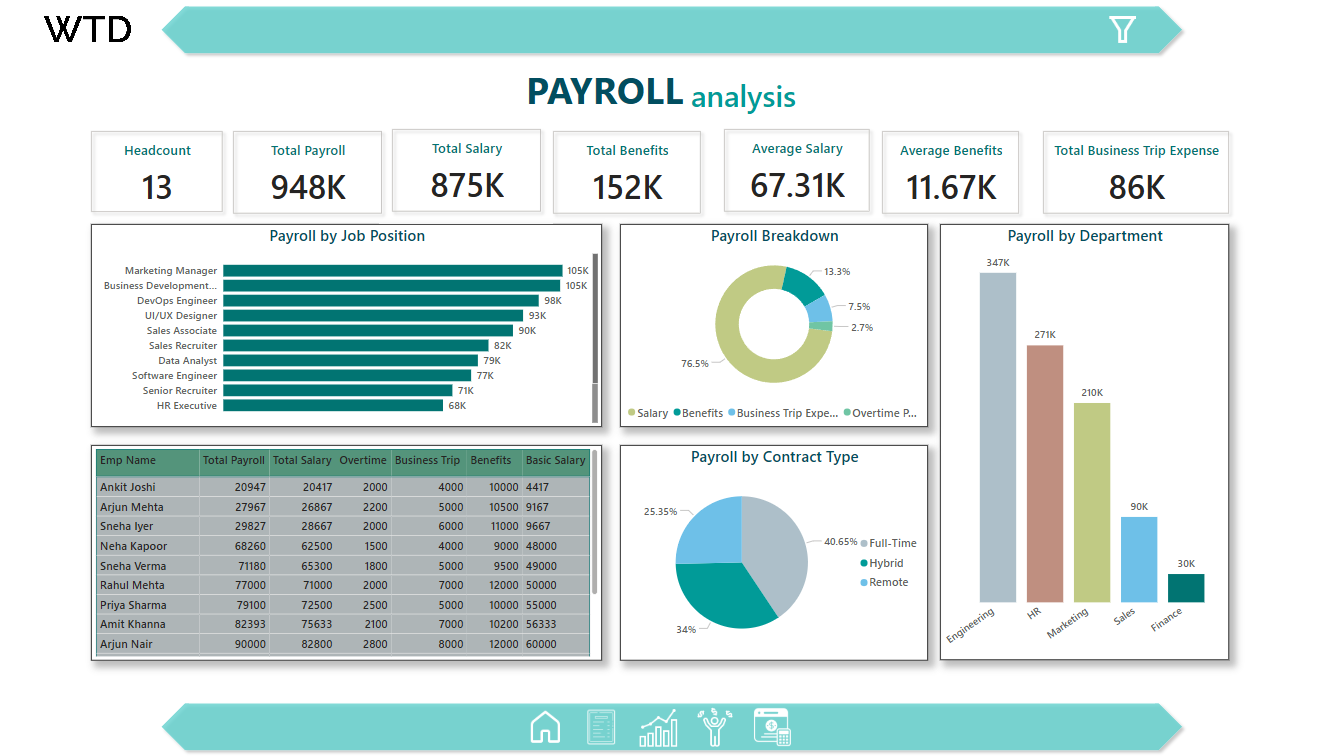 WTD
PAYROLL analysis
Headcount
13
Total Payroll
948K
Total Salary
875K
Total Benefits
152K
Average Salary
67.31K
Average Benefits
11.67K
Total Business Trip Expense
86K
Payroll by Job Position
Marketing Manager 105K
Business Development... 105K
DevOps Engineer 98K
UI/UX Designer 93K
Sales Associate 90K
Sales Recruiter 82K
Data Analyst 79K
Software Engineer 77K
Senior Recruiter 71K
HR Executive 68K
Payroll Breakdown
13.3%
7.5%
2.7%
76.5%
Salary Benefits Business Trip Expe... Overtime P...
Payroll by Department
347K
271K
210K
90K
30K
Engineering
HR
Marketing
Sales
Finance
Emp Name Total Payroll Total Salary Overtime Business Trip Benefits Basic Salary
Ankit Joshi 20947 20417 2000 4000 10000 4417
Arjun Mehta 27967 26867 2200 5000 10500 9167
Sneha Iyer 29827 28667 2000 6000 11000 9667
Neha Kapoor 68260 62500 1500 4000 9000 48000
Sneha Verma 71180 65300 1800 5000 9500 49000
Rahul Mehta 77000 71000 2000 7000 12000 50000
Priya Sharma 79100 72500 2500 5000 10000 55000
Amit Khanna 82393 75633 2100 7000 10200 56333
Arjun Nair 90000 82800 2800 8000 12000 60000
Payroll by Contract Type
25.35%
40.65%
34%
Full-Time
Hybrid
Remote